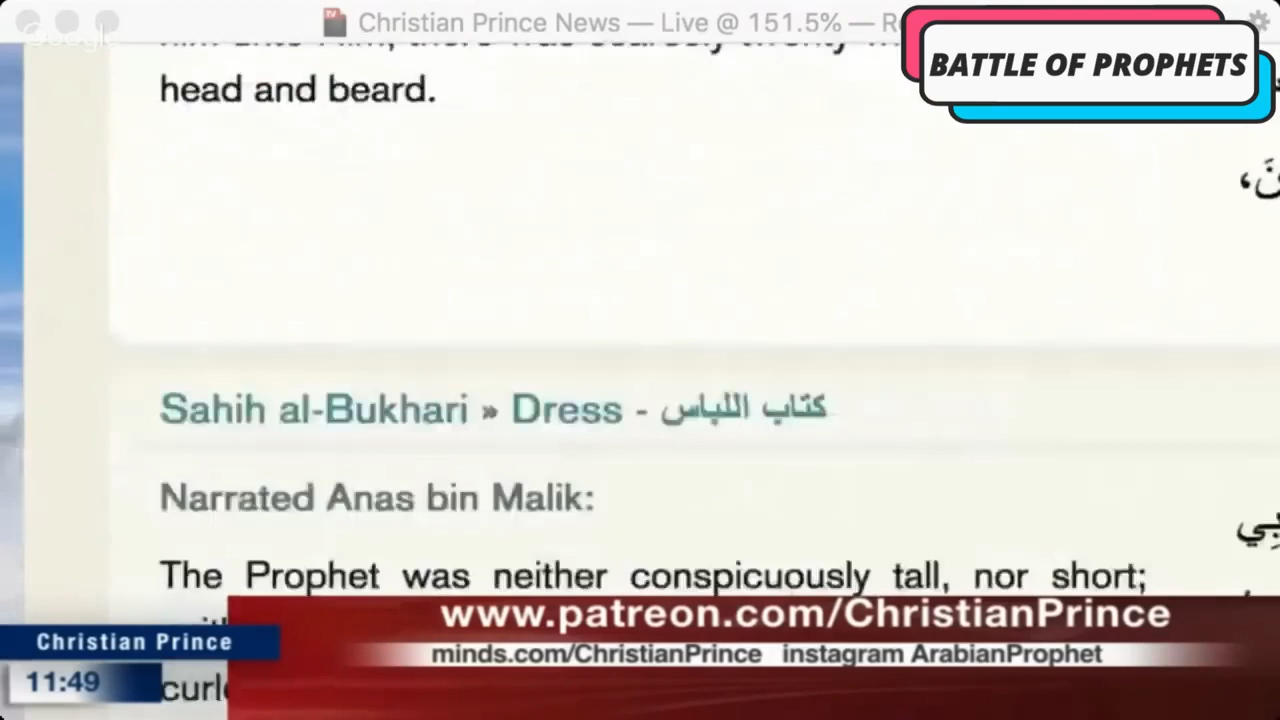 Christian Prince News — Live @ 151.5% — R
Google
BATTLE OF PROPHETS
head and beard.
Sahih al-Bukhari » Dress - كتاب اللباس
Narrated Anas bin Malik:
The Prophet was neither conspicuously tall, nor short;
www.patreon.com/ChristianPrince
Christian Prince
minds.com/ChristianPrince instagram ArabianProphet
11:49